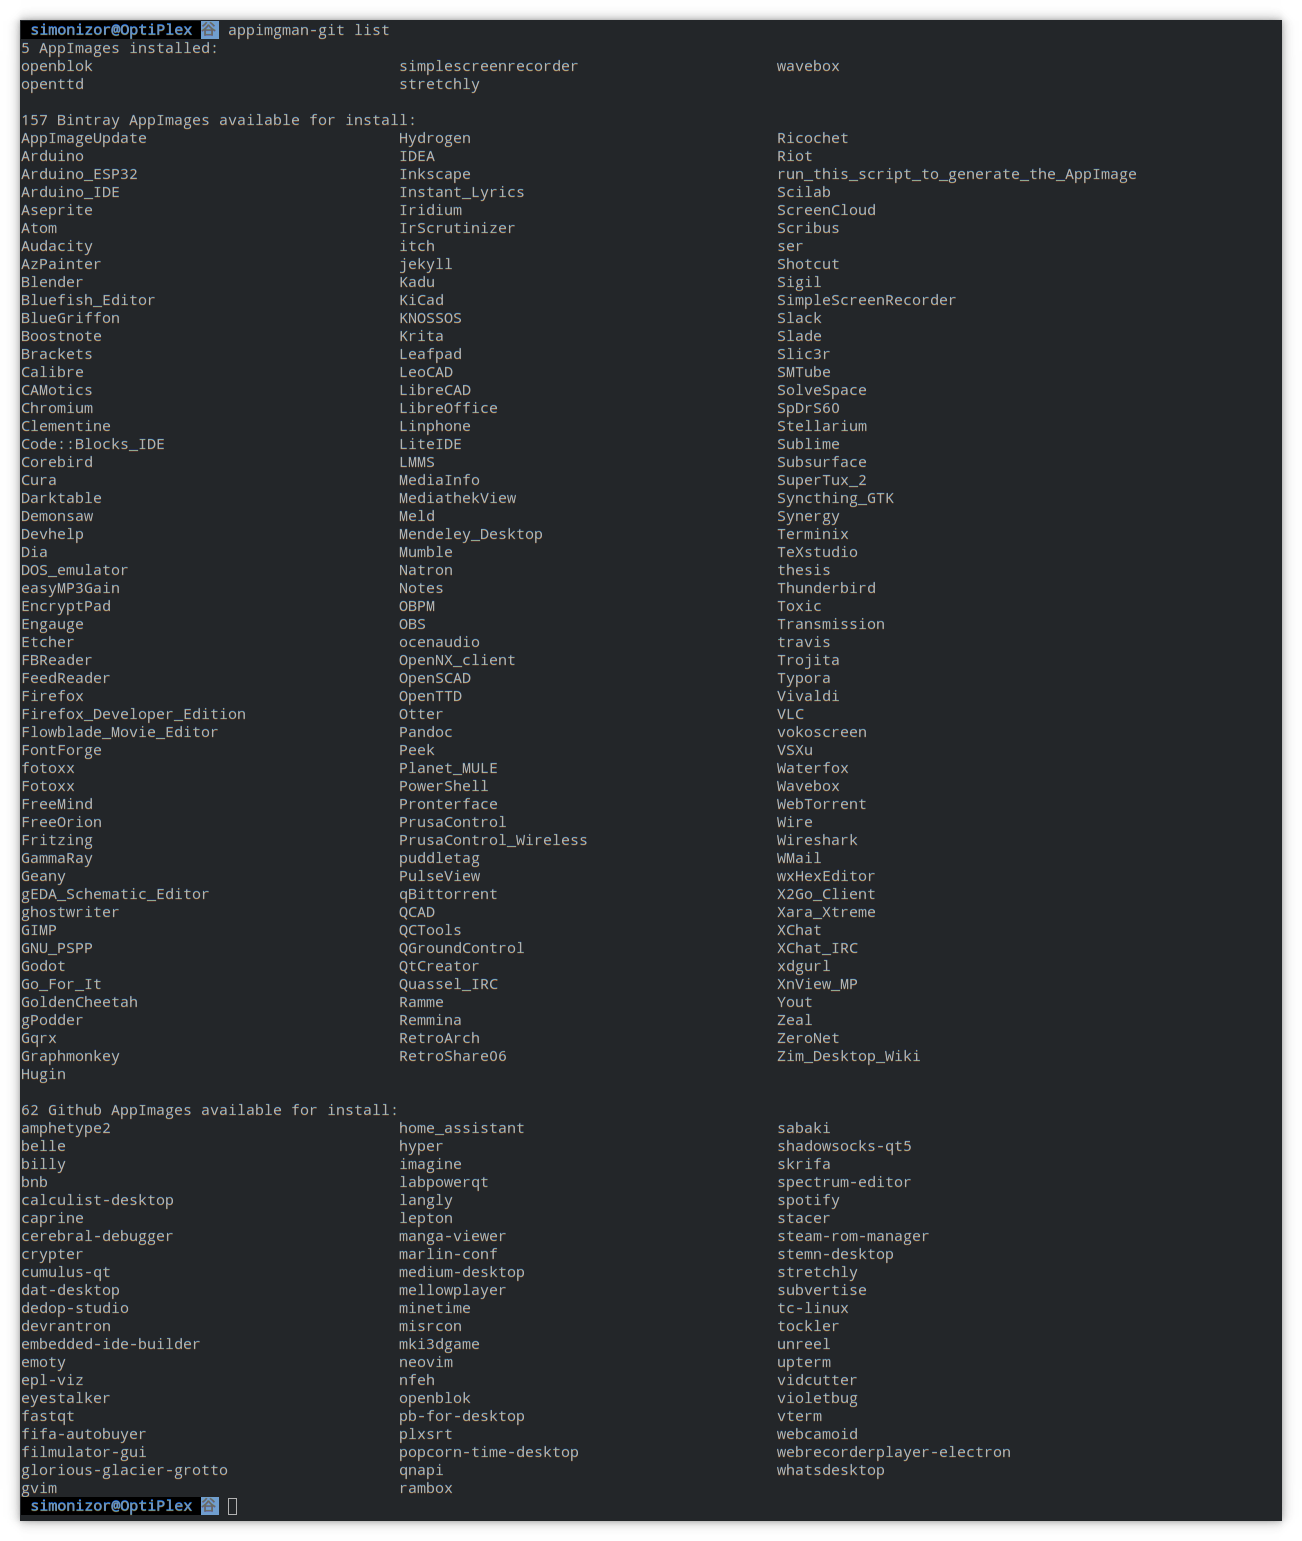 simonizor@OptiPlex 谷 appimgman-git list
5 AppImages installed:
openblok simplescreenrecorder wavebox
openttd stretchly
157 Bintray AppImages available for install:
AppImageUpdate Hydrogen Ricochet
Arduino IDEA Riot
Arduino_ESP32 Inkscape run_this_script_to_generate_the_AppImage
Arduino_IDE Instant_Lyrics Scilab
Aseprite Iridium ScreenCloud
Atom IrScrutinizer Scribus
Audacity itch ser
AzPainter jekyll Shotcut
Blender Kadu Sigil
Bluefish_Editor KiCad SimpleScreenRecorder
BlueGriffon KNOSSOS Slack
Boostnote Krita Slade
Brackets Leafpad Slic3r
Calibre LeoCAD SMTube
CAMotics LibreCAD SolveSpace
Chromium LibreOffice SpDrS60
Clementine Linphone Stellarium
Code::Blocks_IDE LiteIDE Sublime
Corebird LMMS Subsurface
Cura MediaInfo SuperTux_2
Darktable MediathekView Syncthing_GTK
Demonsaw Meld Synergy
Devhelp Mendeley_Desktop Terminix
Dia Mumble TeXstudio
DOS_emulator Natron thesis
easyMP3Gain Notes Thunderbird
EncryptPad OBPM Toxic
Engauge OBS Transmission
Etcher ocenaudio travis
FBReader OpenNX_client Trojita
FeedReader OpenSCAD Typora
Firefox OpenTTD Vivaldi
Firefox_Developer_Edition Otter VLC
Flowblade_Movie_Editor Pandoc vokoscreen
FontForge Peek VSXu
fotoxx Planet_MULE Waterfox
Fotoxx PowerShell Wavebox
FreeMind Pronterface WebTorrent
FreeOrion PrusaControl Wire
Fritzing PrusaControl_Wireless Wireshark
GammaRay puddletag WMail
Geany PulseView wxHexEditor
gEDA_Schematic_Editor qBittorrent X2Go_Client
ghostwriter QCAD Xara_Xtreme
GIMP QCTools XChat
GNU_PSPP QGroundControl XChat_IRC
Godot QtCreator xdgurl
Go_For_It Quassel_IRC XnView_MP
GoldenCheetah Ramme Yout
gPodder Remmina Zeal
Gqrx RetroArch ZeroNet
Graphmonkey RetroShare06 Zim_Desktop_Wiki
Hugin
62 Github AppImages available for install:
amphetype2 home_assistant sabaki
belle hyper shadowsocks-qt5
billy imagine skrifa
bnb labpowerqt spectrum-editor
calculist-desktop langly spotify
caprine lepton stacer
cerebral-debugger manga-viewer steam-rom-manager
crypter marlin-conf stemn-desktop
cumulus-qt medium-desktop stretchly
dat-desktop mellowplayer subvertise
dedop-studio minetime tc-linux
devrantron misrcon tockler
embedded-ide-builder mki3dgame unreel
emoty neovim upterm
epl-viz nfeh vidcutter
eyestalker openblok violetbug
fastqt pb-for-desktop vterm
fifa-autobuyer plxsrt webcamoid
filmulator-gui popcorn-time-desktop webrecorderplayer-electron
glorious-glacier-grotto qnapi whatsdesktop
gvim rambox
simonizor@OptiPlex 谷